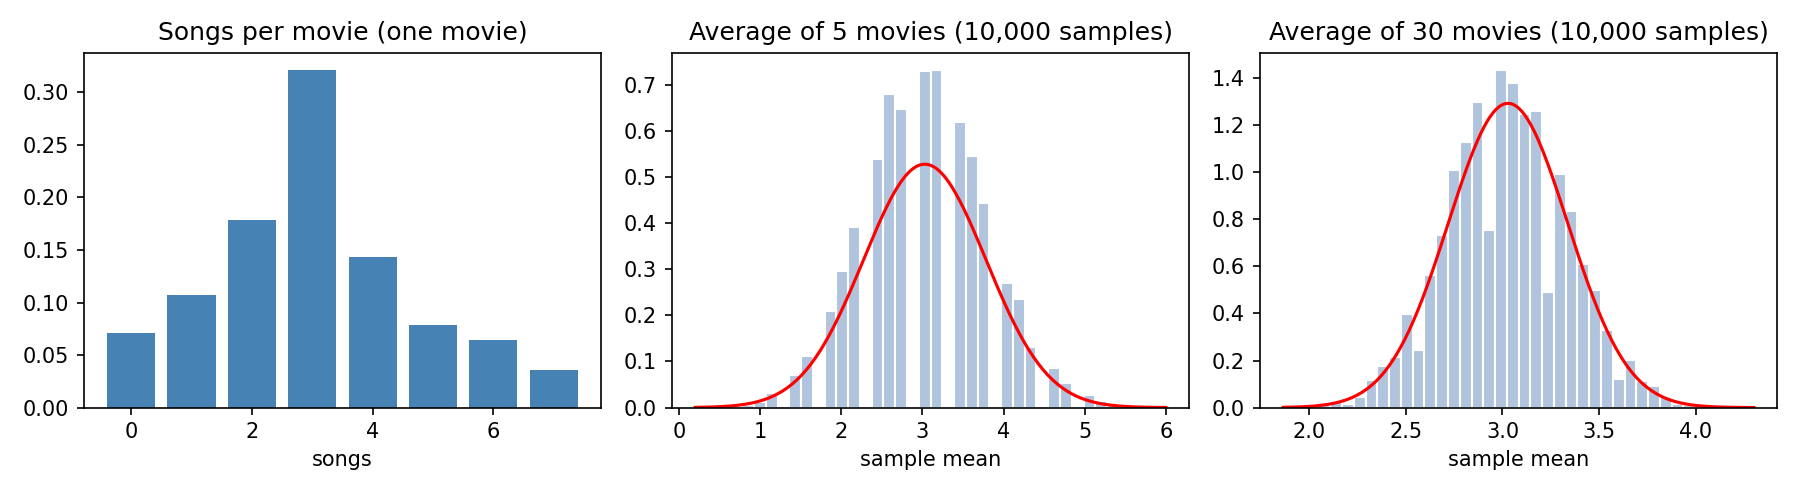 Songs per movie (one movie)
0.30
0.25
0.20
0.15
0.10
0.05
0.00
0 2 4 6
songs
Average of 5 movies (10,000 samples)
0.7
0.6
0.5
0.4
0.3
0.2
0.1
0.0
0 1 2 3 4 5 6
sample mean
Average of 30 movies (10,000 samples)
1.4
1.2
1.0
0.8
0.6
0.4
0.2
0.0
2.0 2.5 3.0 3.5 4.0
sample mean